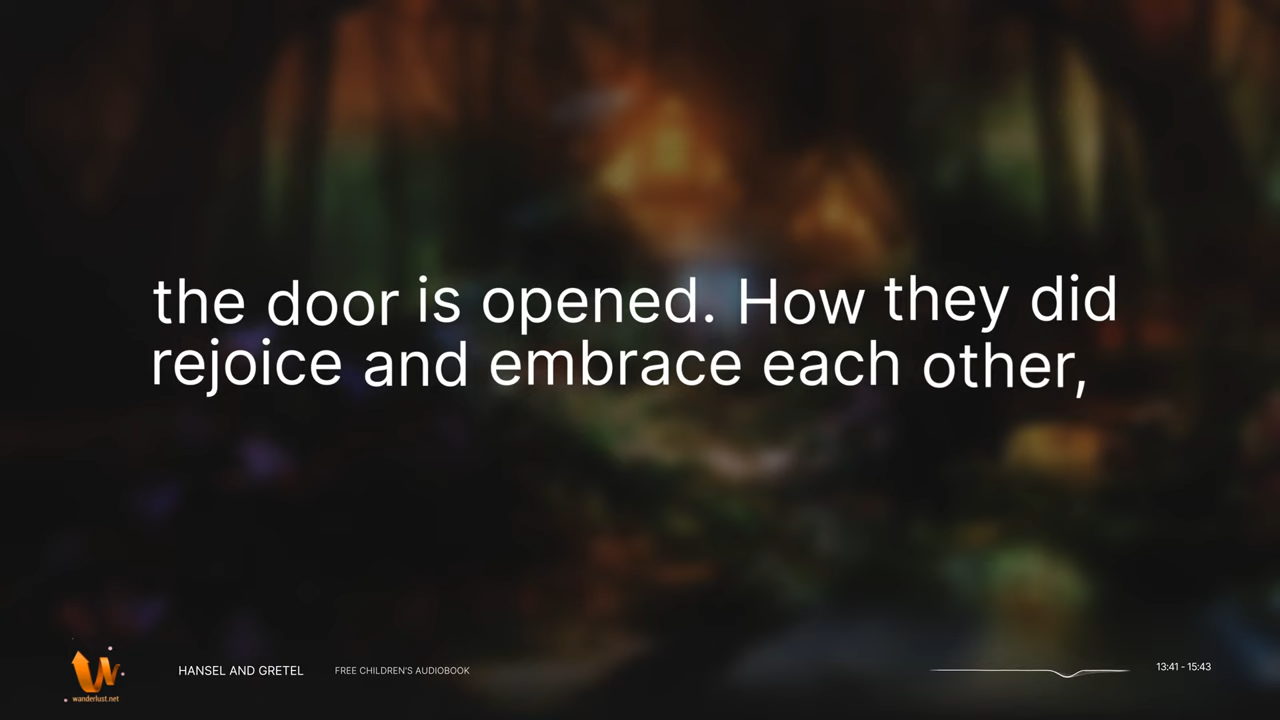 the door is opened. How they did
rejoice and embrace each other,
wanderlust.net
HANSEL AND GRETEL
FREE CHILDREN'S AUDIOBOOK
13:41 - 15:43